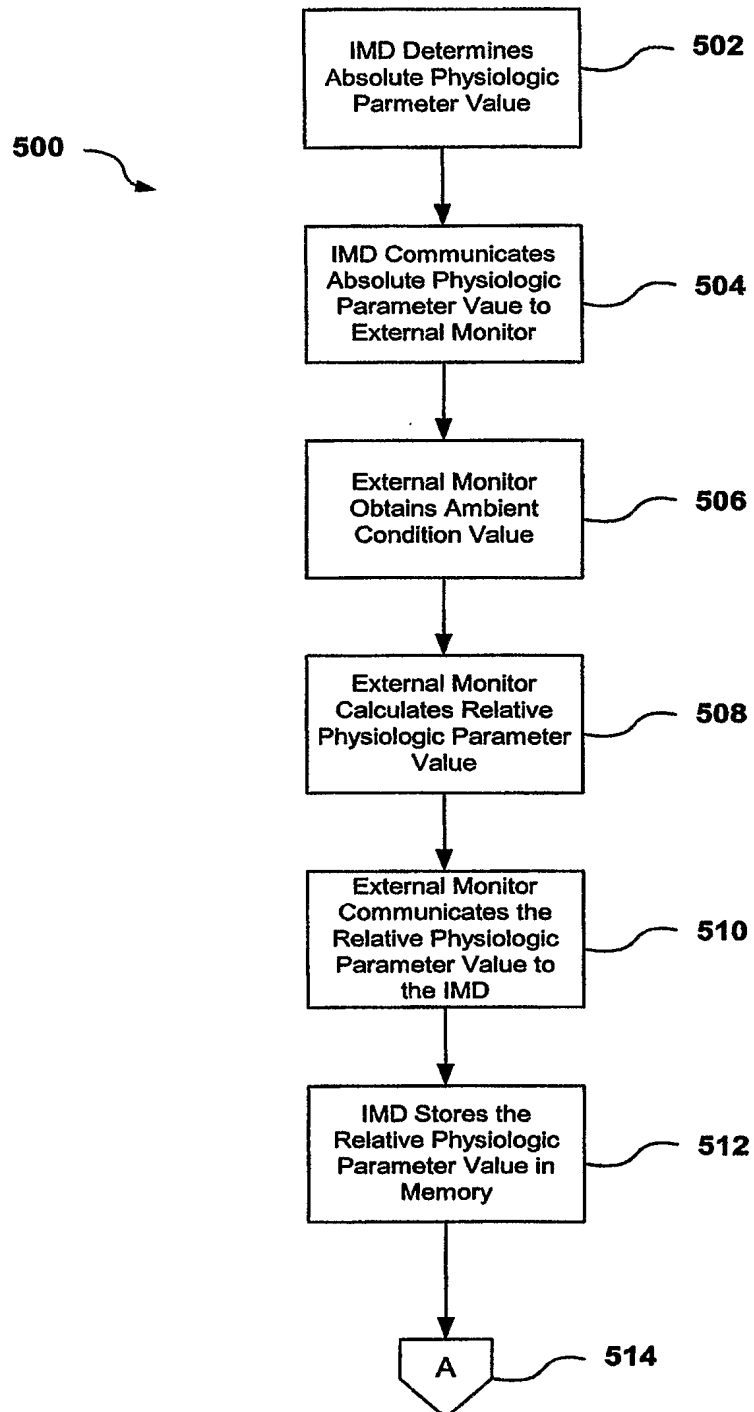 IMD Determines
Absolute Physiologic
Parmeter Value
502
500
IMD Communicates
Absolute Physiologic
Parameter Vaue to
External Monitor
504
External Monitor
Obtains Ambient
Condition Value
506
External Monitor
Calculates Relative
Physiologic Parameter
Value
508
External Monitor
Communicates the
Relative Physiologic
Parameter Value to
the IMD
510
IMD Stores the
Relative Physiologic
Parameter Value in
Memory
512
A
514